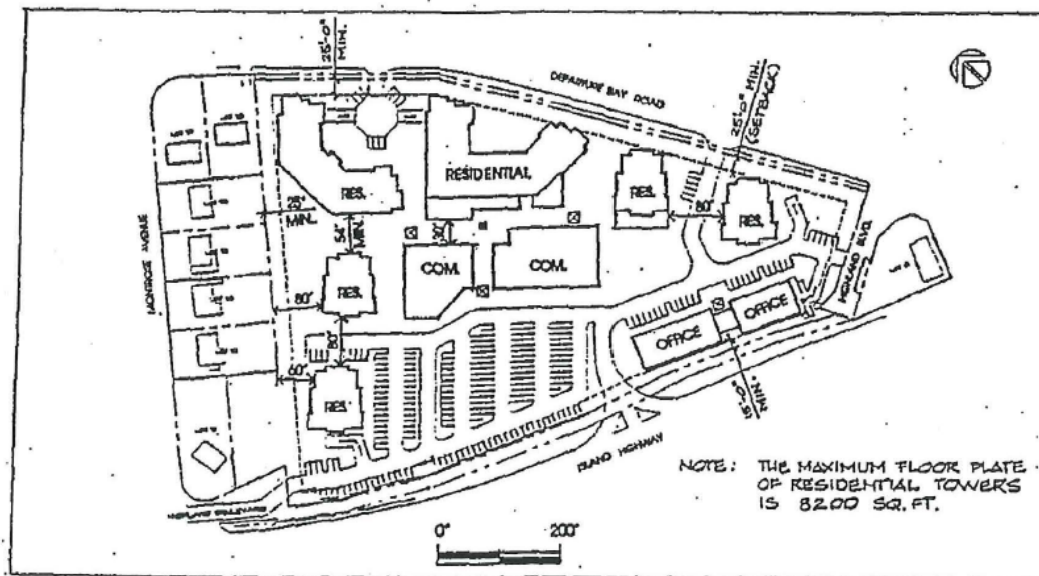 25'-0"
MIN.
DEPARTURE BAY ROAD
25'-0" MIN.
(SETBACK)
RES.
RESIDENTIAL
RES.
80'
RES.
25'
MIN.
54'
MIN.
30'
MONTROSE AVENUE
COM.
COM.
HIGHLAND BLVD.
RES.
80'
OFFICE
OFFICE
80'
60'
RES.
15'-0"
MIN.
ISLAND HIGHWAY
NOTE: THE MAXIMUM FLOOR PLATE
OF RESIDENTIAL TOWERS
IS 8200 SQ. FT.
0'
200'